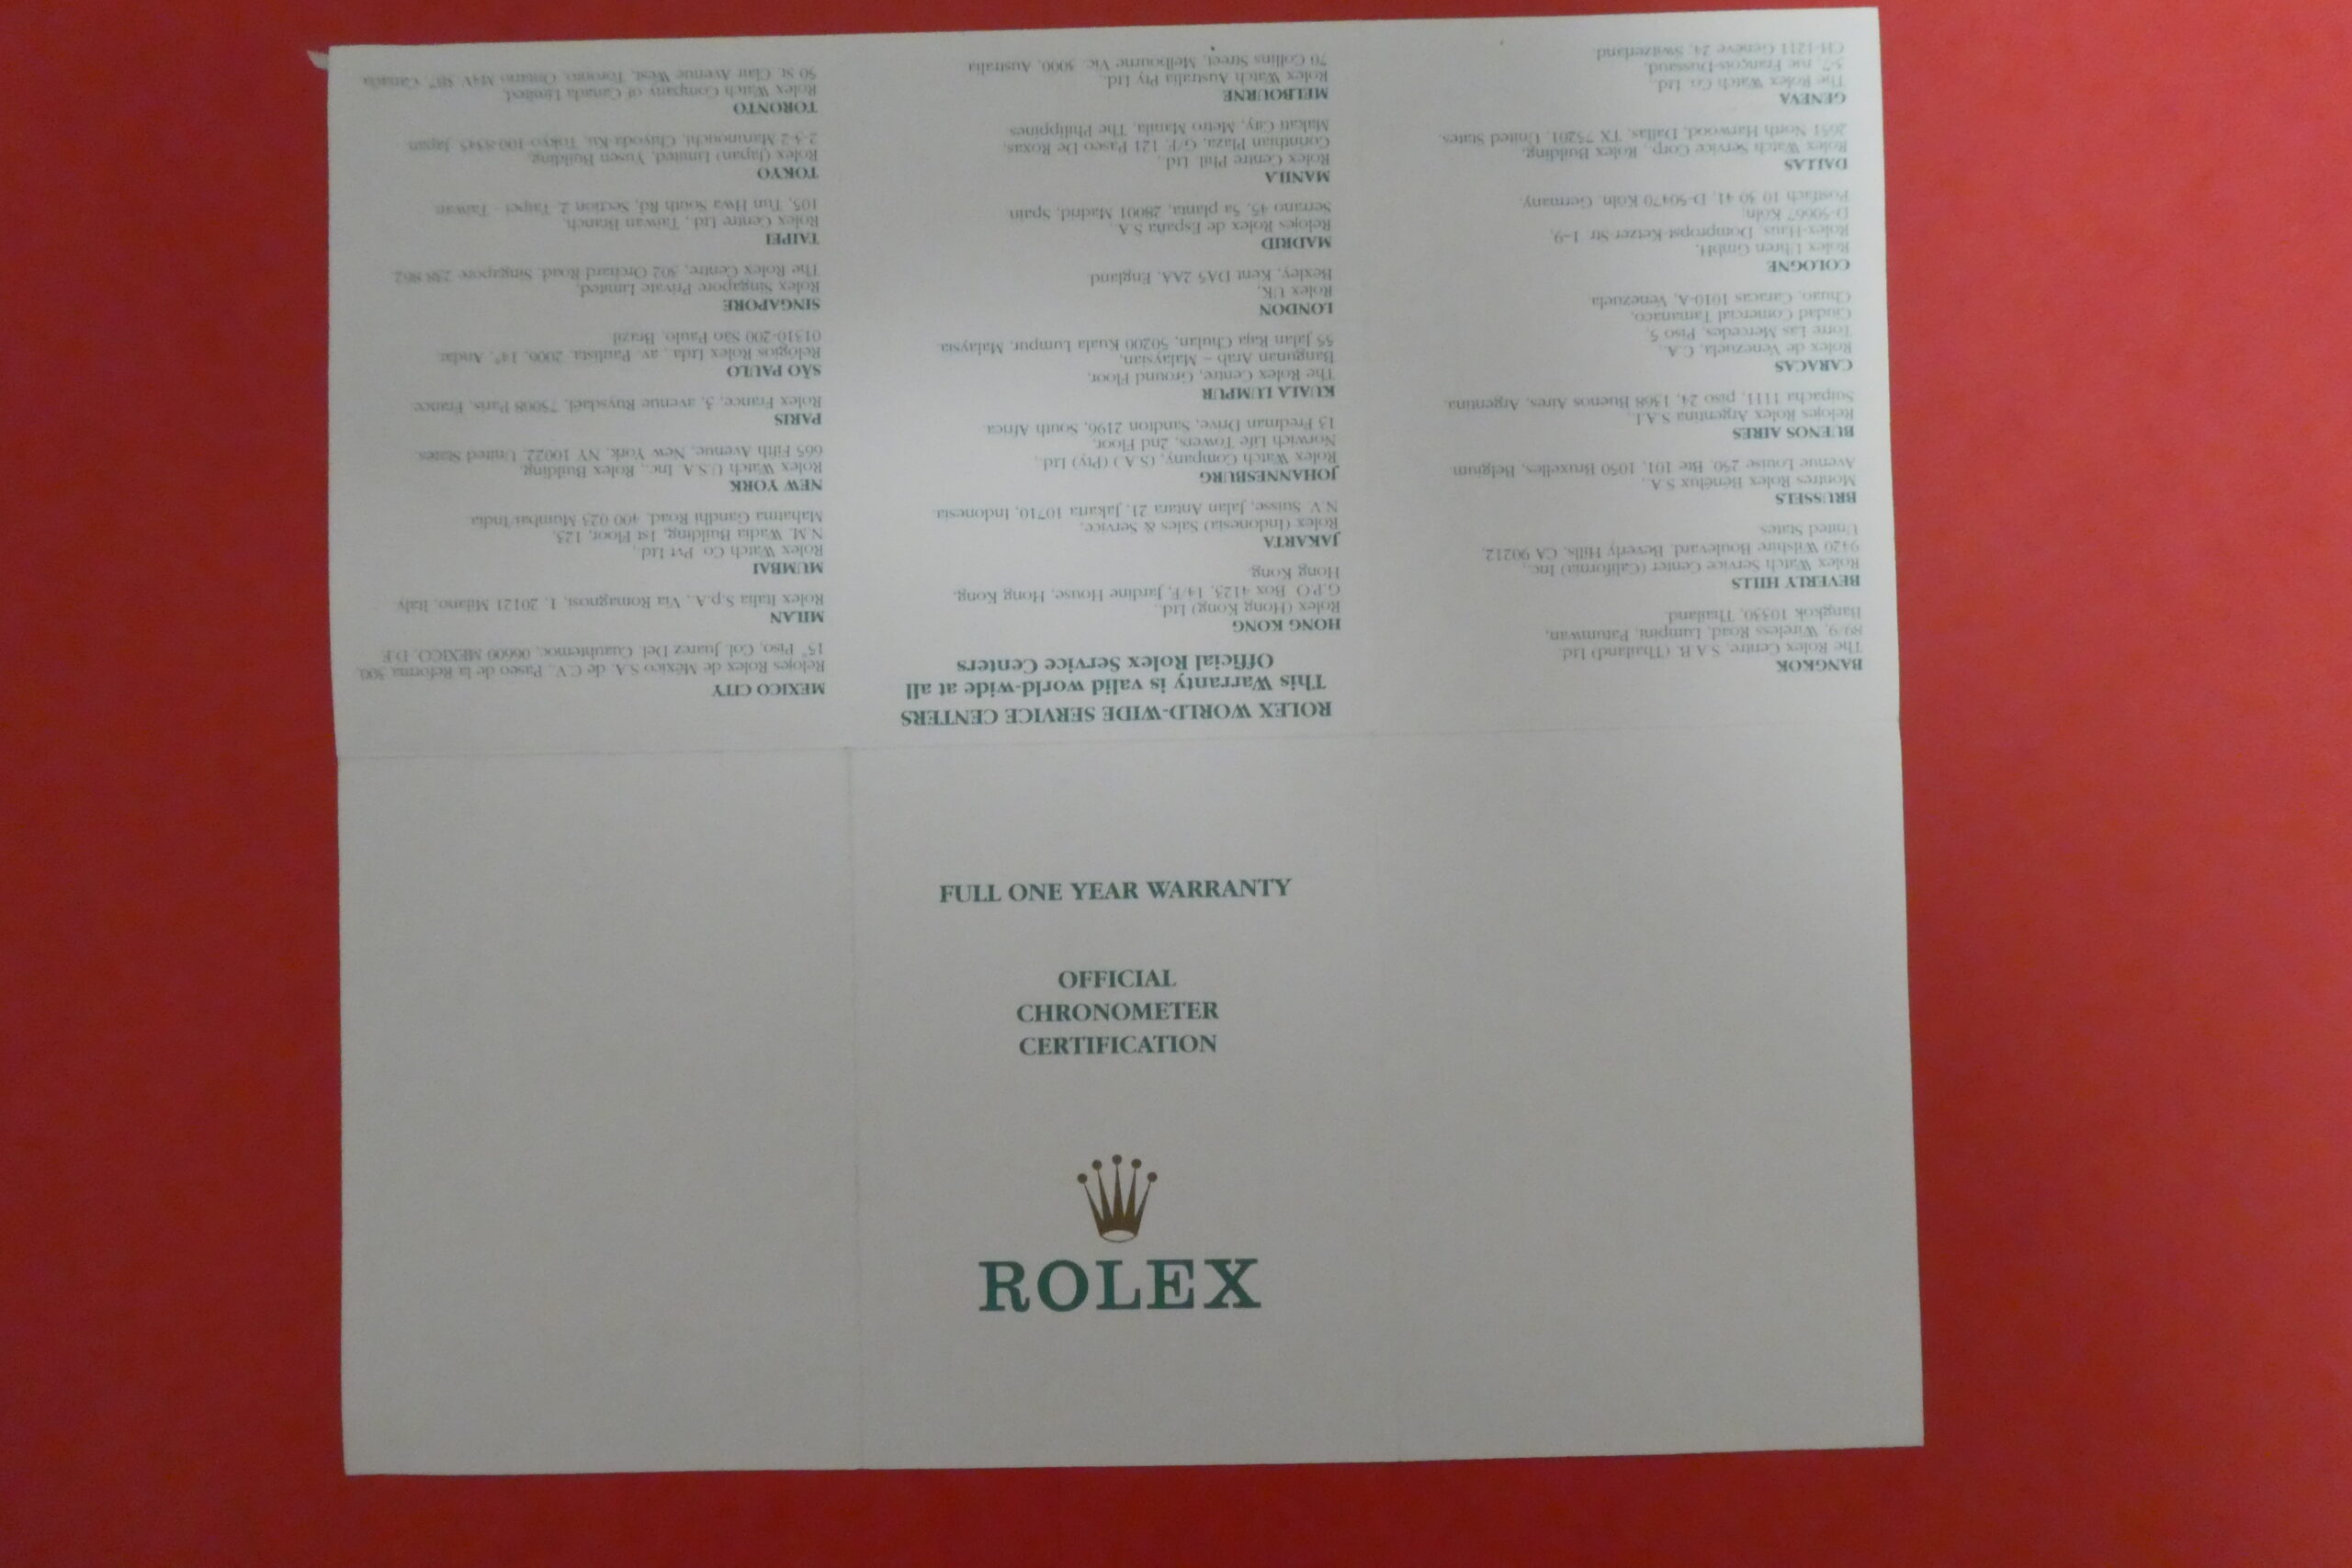 FULL ONE YEAR WARRANTY
OFFICIAL
CHRONOMETER
CERTIFICATION
ROLEX
ROLEX WORLD-WIDE SERVICE CENTERS
This Warranty is valid world-wide at all
Official Rolex Service Centers
BANGKOK
The Rolex Centre, S.A.B. (Thailand) Ltd.
89/9, Wireless Road, Lumpini, Patumwan,
Bangkok 10330, Thailand
BEVERLY HILLS
Rolex Watch Service Center (California) Inc.,
9420 Wilshire Boulevard, Beverly Hills, CA 90212,
United States
BRUSSELS
Montres Rolex Bénélux S.A.,
Avenue Louise 250, Bte 101, 1050 Bruxelles, Belgium
BUENOS AIRES
Relojes Rolex Argentina S.A.I.,
Suipacha 1111, piso 24, 1368 Buenos Aires, Argentina
CARACAS
Rolex de Venezuela, C.A.,
Torre Las Mercedes, Piso 5,
Ciudad Comercial Tamanaco,
Chuao, Caracas 1010-A, Venezuela
COLOGNE
Rolex Uhren GmbH,
Rolex-Haus, Dompropst-Ketzer-Str. 1-9,
D-50667 Köln,
Postfach 10 30 41, D-50470 Köln, Germany
DALLAS
Rolex Watch Service Corp., Rolex Building,
2651 North Harwood, Dallas, TX 75201, United States
GENEVA
The Rolex Watch Co. Ltd.,
3-7, rue François-Dussaud,
CH-1211 Genève 24, Switzerland
HONG KONG
Rolex (Hong Kong) Ltd.,
G.P.O. Box 4123, 14/F, Jardine House, Hong Kong,
Hong Kong
JAKARTA
Rolex (Indonesia) Sales & Service,
N.V. Suisse, Jalan Antara 21, Jakarta 10710, Indonesia
JOHANNESBURG
Rolex Watch Company, (S.A.) (Pty) Ltd.,
Norwich Life Towers, 2nd Floor,
13 Fredman Drive, Sandton 2196, South Africa
KUALA LUMPUR
The Rolex Centre, Ground Floor,
Bangunan Arab - Malaysian,
55 Jalan Raja Chulan, 50200 Kuala Lumpur, Malaysia
LONDON
Rolex UK,
Bexley, Kent DA5 2AA, England
MADRID
Relojes Rolex de España S.A.,
Serrano 45, 5a planta, 28001 Madrid, Spain
MANILA
Rolex Centre Phil. Ltd.,
Corinthian Plaza, G/F, 121 Paseo De Roxas,
Makati City, Metro Manila, The Philippines
MELBOURNE
Rolex Watch Australia Pty Ltd.,
70 Collins Street, Melbourne Vic. 3000, Australia
MEXICO CITY
Relojes Rolex de México S.A. de C.V., Paseo de la Reforma 300,
15° Piso, Col. Juarez Del. Cuauhtemoc, 06600 MEXICO, D.F.
MILAN
Rolex Italia S.p.A., Via Romagnosi, 1, 20121 Milano, Italy
MUMBAI
Rolex Watch Co. Pvt Ltd.,
N.M. Wadia Building, 1st Floor, 123,
Mahatma Gandhi Road, 400 023 Mumbai/India
NEW YORK
Rolex Watch U.S.A. Inc., Rolex Building,
665 Fifth Avenue, New York, NY 10022, United States
PARIS
Rolex France, 3, avenue Ruysdaël, 75008 Paris, France
SÃO PAULO
Relógios Rolex Ltda., av. Paulista, 2006, 14°, Andar,
01310-200 São Paulo, Brazil
SINGAPORE
Rolex Singapore Private Limited,
The Rolex Centre, 302 Orchard Road, Singapore 238 862
TAIPEI
Rolex Centre Ltd., Taiwan Branch,
105, Tun Hwa South Rd, Section 2, Taipei - Taiwan
TOKYO
Rolex (Japan) Limited, Yusen Building,
2-3-2 Marunouchi, Chiyoda-Ku, Tokyo 100-8345, Japan
TORONTO
Rolex Watch Company of Canada Limited,
50 St. Clair Avenue West, Toronto, Ontario M4V 3B7, Canada